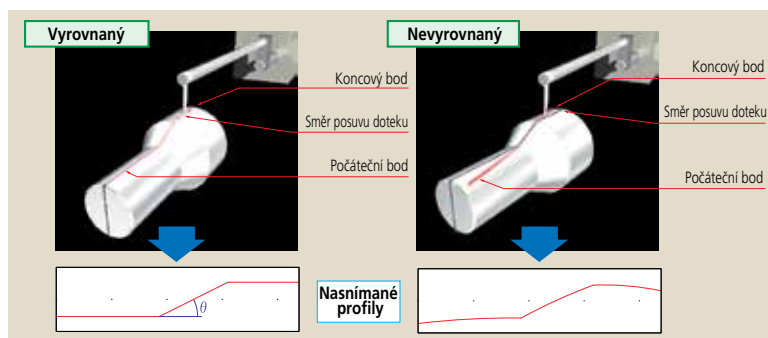 Vyrovnaný
Koncový bod
Směr posuvu doteku
Počáteční bod
Nevyrovnaný
Koncový bod
Směr posuvu doteku
Počáteční bod
θ
Nasnímané
profily